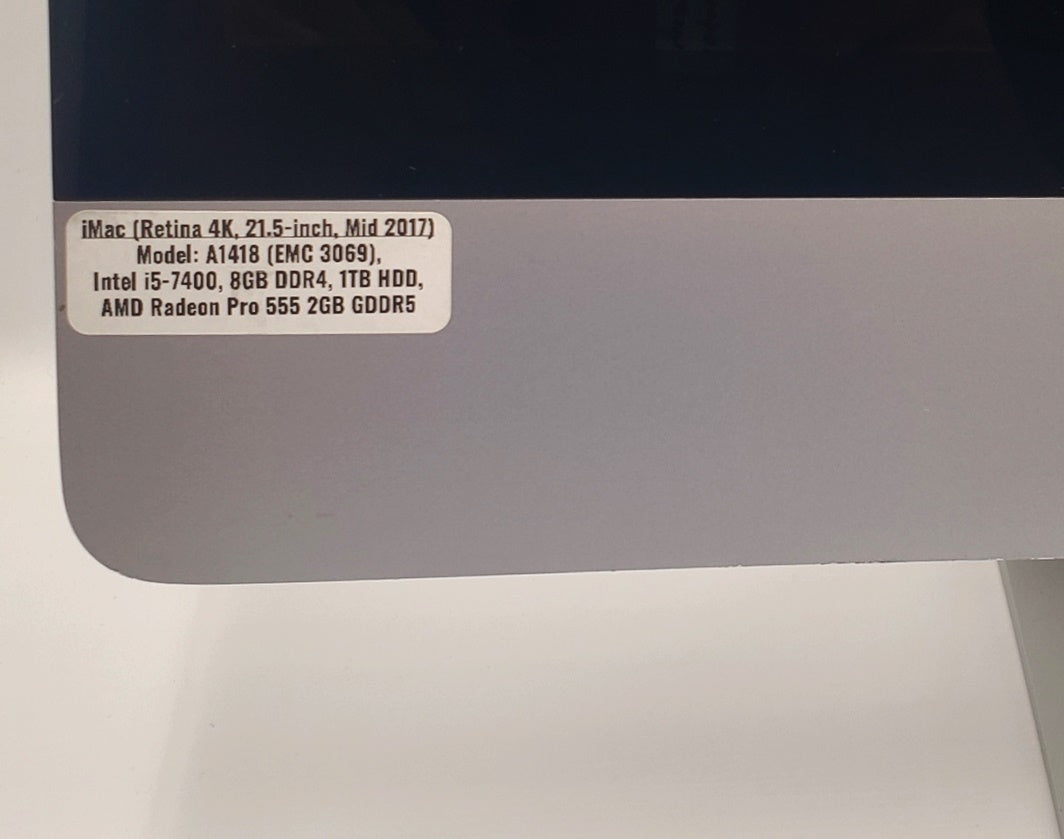 iMac (Retina 4K, 21.5-inch, Mid 2017)
Model: A1418 (EMC 3069),
Intel i5-7400, 8GB DDR4, 1TB HDD,
AMD Radeon Pro 555 2GB GDDR5